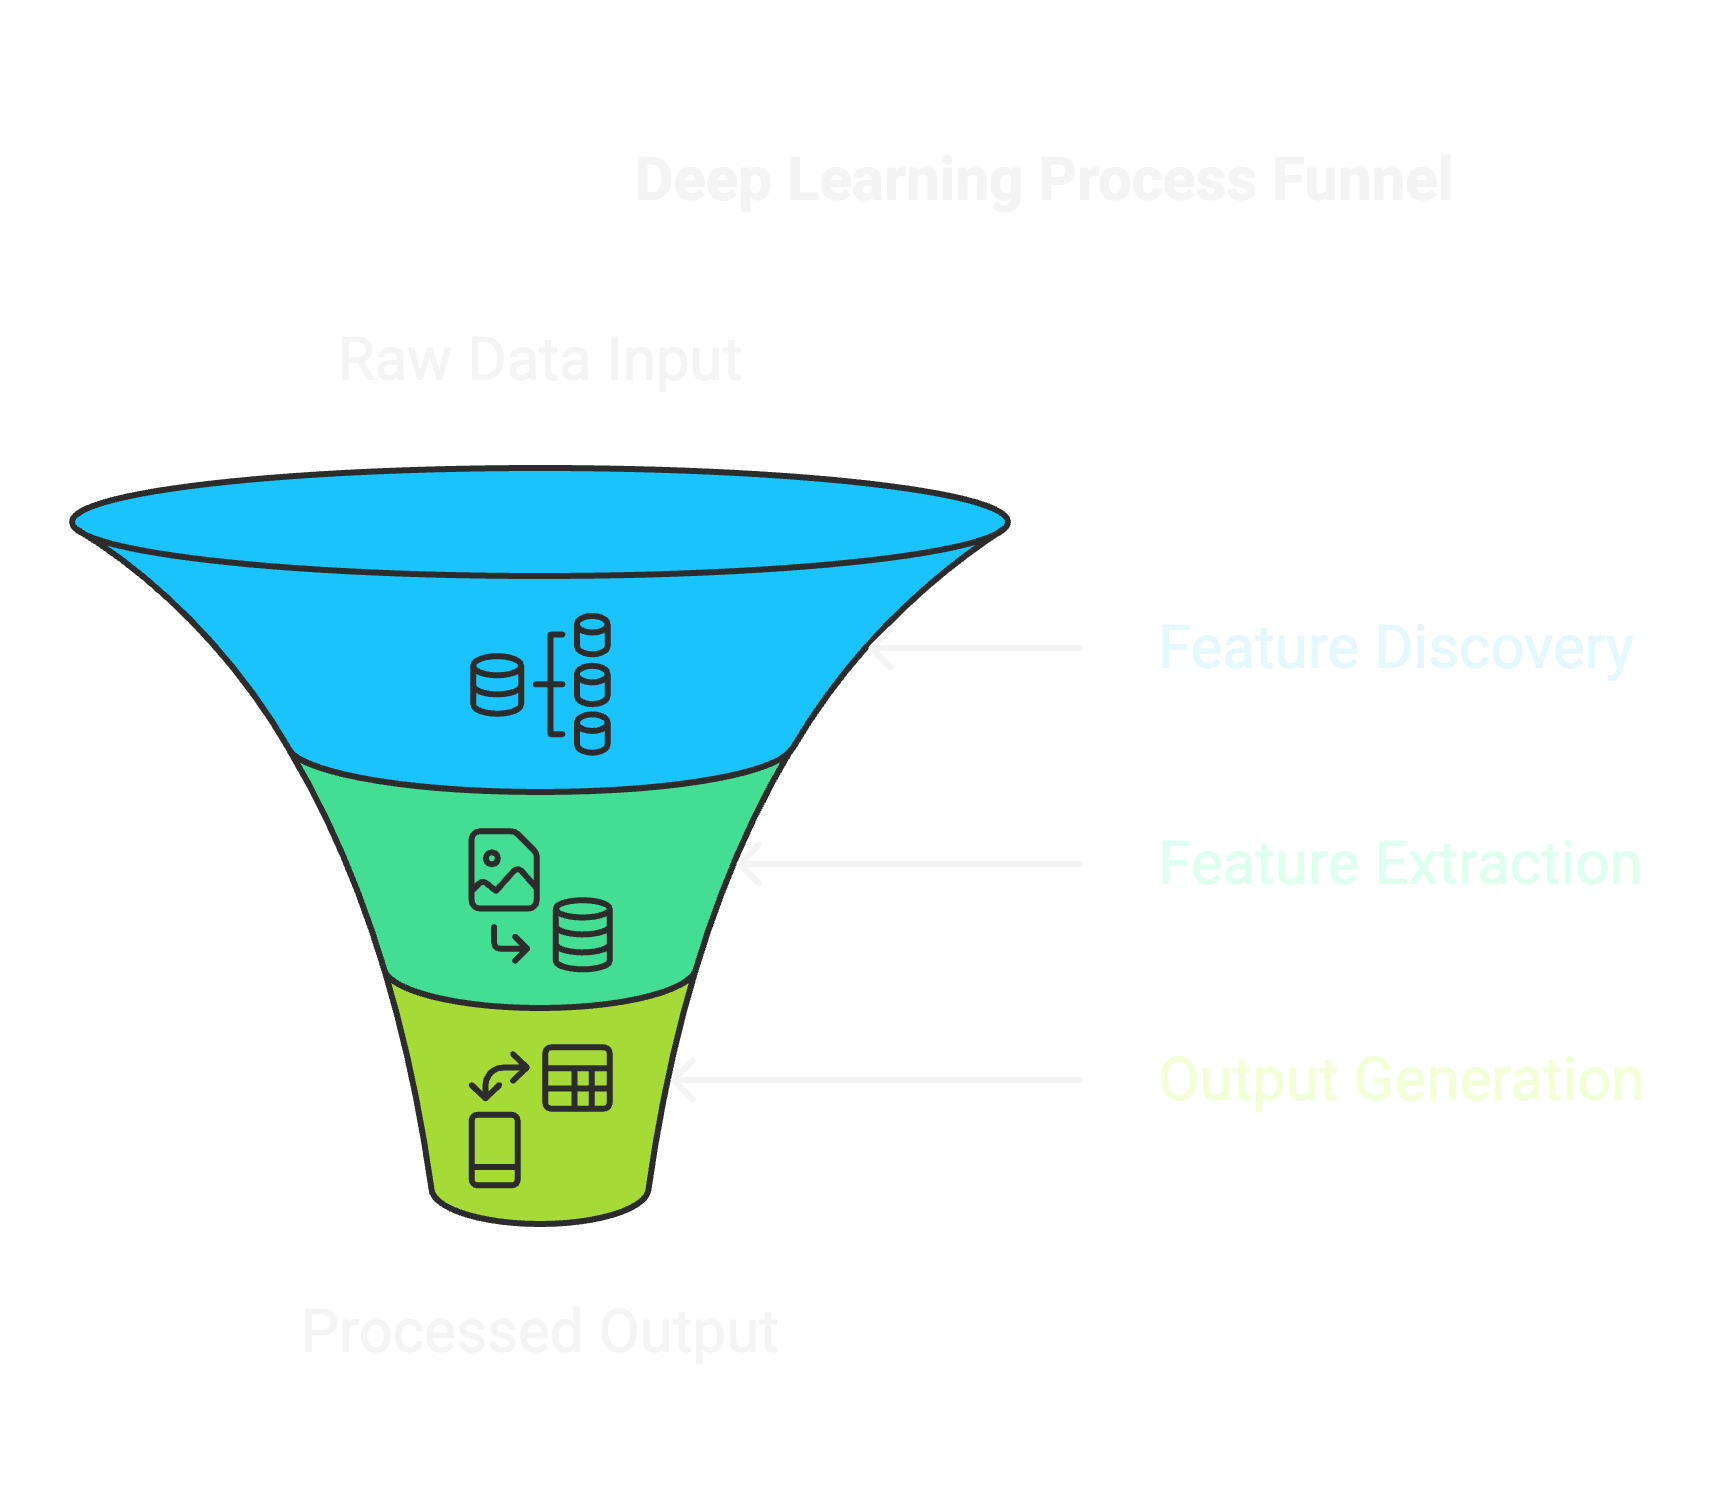 Deep Learning Process Funnel
Raw Data Input
Feature Discovery
Feature Extraction
Output Generation
Processed Output